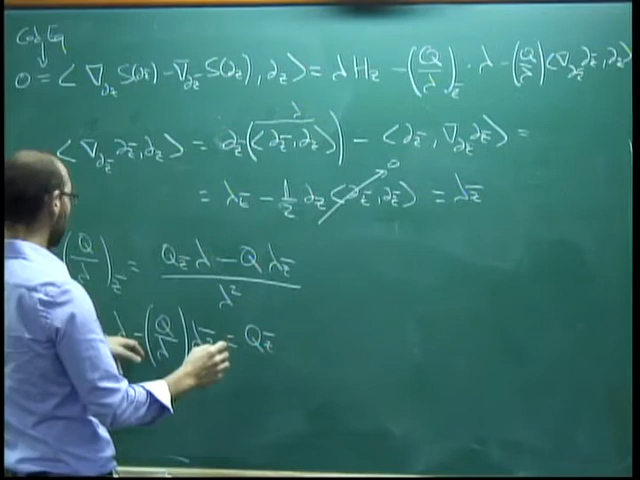 Cod Eq
↓
0 = < ∇_{∂_z̄} S(∂_z) − ∇_{∂_z} S(∂_z̄), ∂_z > = λ H_z − (Q/λ)_z̄ · λ − (Q/λ) < ∇_{∂_z̄} ∂_z̄, ∂_z >
< ∇_{∂_z̄} ∂_z̄, ∂_z > = ∂_z̄ ( < ∂_z̄, ∂_z > ) − < ∂_z̄, ∇_{∂_z̄} ∂_z > =
λ
= λ_z̄ − 1/2 ∂_z < ∂_z̄, ∂_z̄ > → 0 = λ_z̄
(Q/λ)_z̄ = (Q_z̄ λ − Q λ_z̄) / λ²
(Q/λ) λ_z̄ = Q_z̄